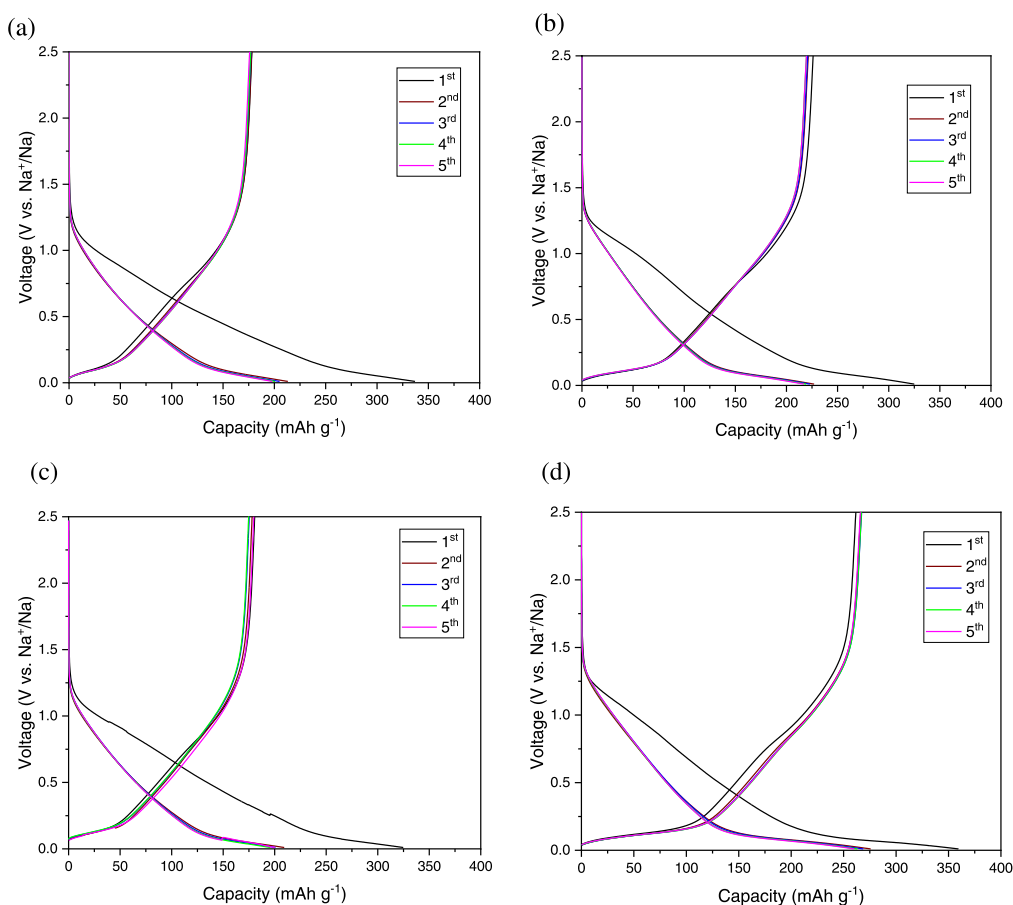 (a)
2.5
2.0
1.5
1.0
0.5
0.0
Voltage (V vs. Na⁺/Na)
0 50 100 150 200 250 300 350 400
Capacity (mAh g⁻¹)
1ˢᵗ
2ⁿᵈ
3ʳᵈ
4ᵗʰ
5ᵗʰ
(b)
2.5
2.0
1.5
1.0
0.5
0.0
Voltage (V vs. Na⁺/Na)
0 50 100 150 200 250 300 350 400
Capacity (mAh g⁻¹)
1ˢᵗ
2ⁿᵈ
3ʳᵈ
4ᵗʰ
5ᵗʰ
(c)
2.5
2.0
1.5
1.0
0.5
0.0
Voltage (V vs. Na⁺/Na)
0 50 100 150 200 250 300 350 400
Capacity (mAh g⁻¹)
1ˢᵗ
2ⁿᵈ
3ʳᵈ
4ᵗʰ
5ᵗʰ
(d)
2.5
2.0
1.5
1.0
0.5
0.0
Voltage (V vs. Na⁺/Na)
0 50 100 150 200 250 300 350 400
Capacity (mAh g⁻¹)
1ˢᵗ
2ⁿᵈ
3ʳᵈ
4ᵗʰ
5ᵗʰ